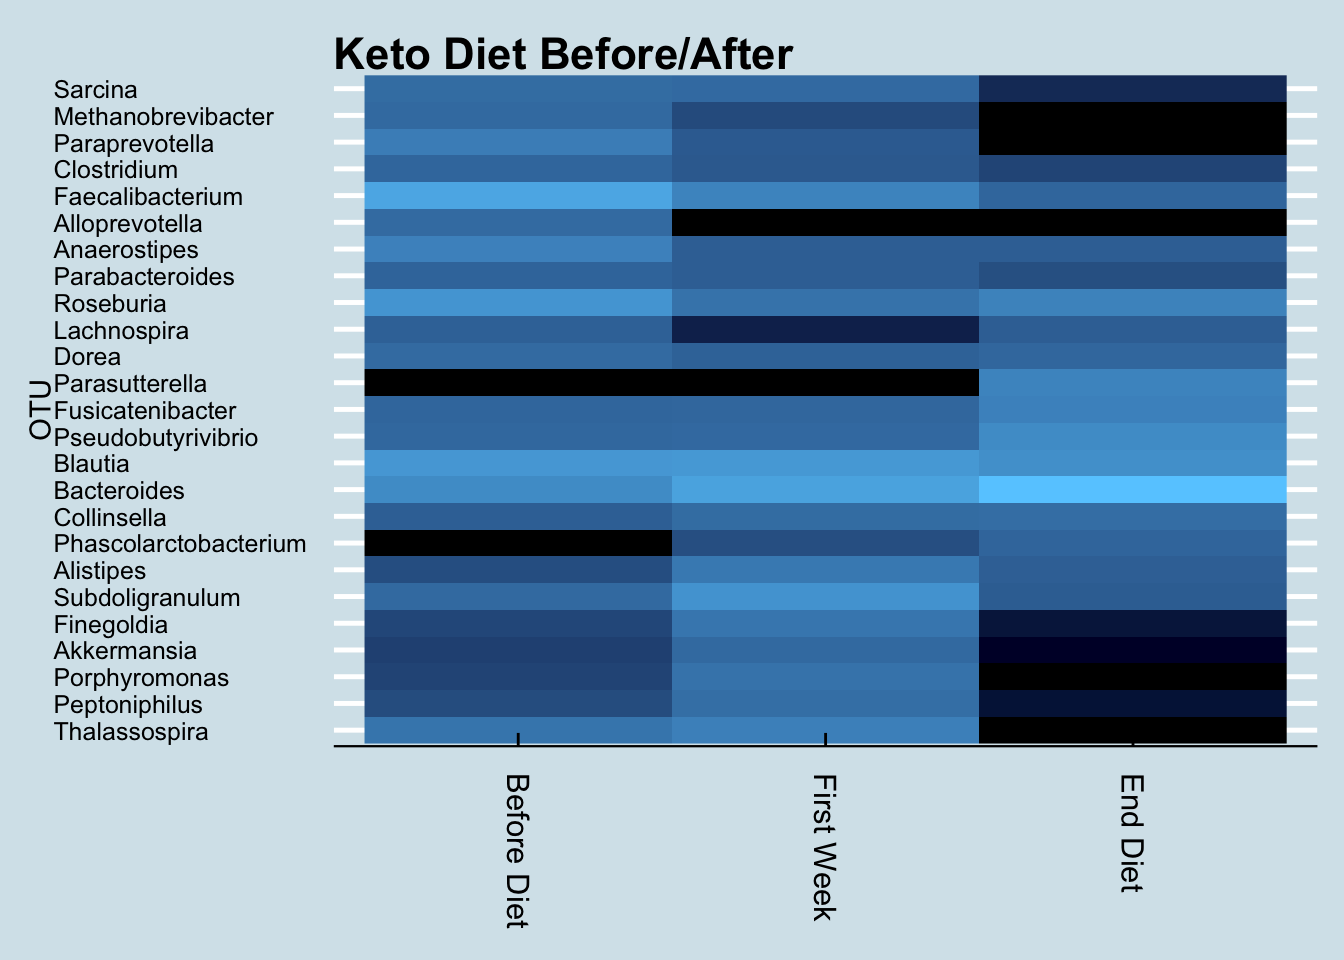 Keto Diet Before/After
Sarcina
Methanobrevibacter
Paraprevotella
Clostridium
Faecalibacterium
Alloprevotella
Anaerostipes
Parabacteroides
Roseburia
Lachnospira
Dorea
Parasutterella
Fusicatenibacter
Pseudobutyrivibrio
Blautia
Bacteroides
Collinsella
Phascolarctobacterium
Alistipes
Subdoligranulum
Finegoldia
Akkermansia
Porphyromonas
Peptoniphilus
Thalassospira
OTU
Before Diet
First Week
End Diet